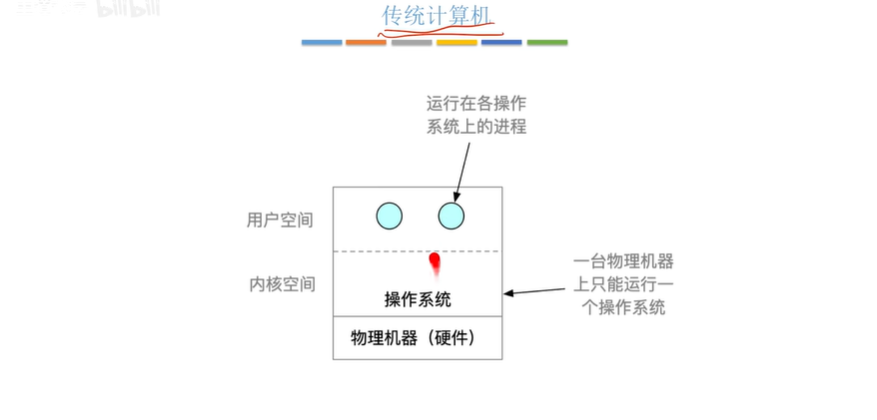 bilibili
传统计算机
运行在各操作
系统上的进程
用户空间
内核空间
操作系统
物理机器（硬件）
一台物理机器
上只能运行一
个操作系统